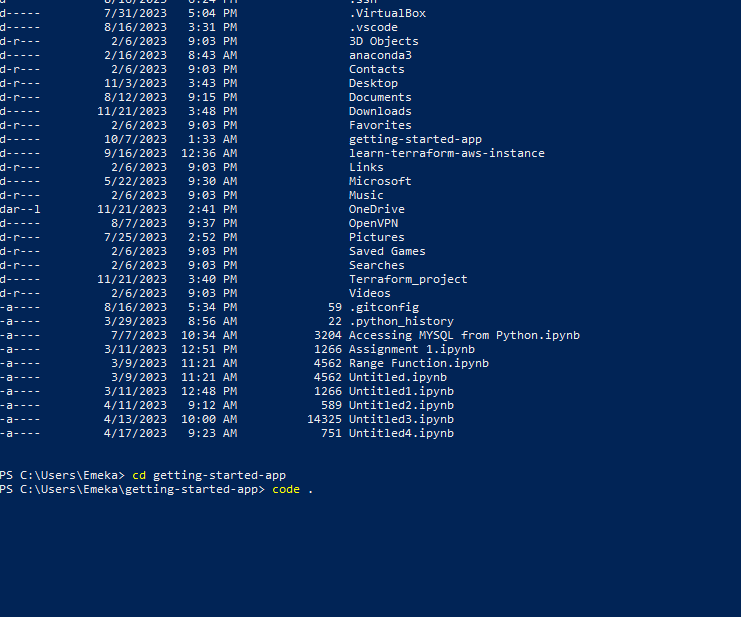 d----- 8/16/2023 6:24 PM .ssh
d----- 7/31/2023 5:04 PM .VirtualBox
d----- 8/16/2023 3:31 PM .vscode
d-r--- 2/6/2023 9:03 PM 3D Objects
d----- 2/16/2023 8:43 AM anaconda3
d-r--- 2/6/2023 9:03 PM Contacts
d-r--- 11/3/2023 3:43 PM Desktop
d-r--- 8/12/2023 9:15 PM Documents
d-r--- 11/21/2023 3:48 PM Downloads
d-r--- 2/6/2023 9:03 PM Favorites
d----- 10/7/2023 1:33 AM getting-started-app
d----- 9/16/2023 12:36 AM learn-terraform-aws-instance
d-r--- 2/6/2023 9:03 PM Links
d----- 5/22/2023 9:30 AM Microsoft
d-r--- 2/6/2023 9:03 PM Music
dar--l 11/21/2023 2:41 PM OneDrive
d----- 8/7/2023 9:37 PM OpenVPN
d-r--- 7/25/2023 2:52 PM Pictures
d-r--- 2/6/2023 9:03 PM Saved Games
d-r--- 2/6/2023 9:03 PM Searches
d----- 11/21/2023 3:40 PM Terraform_project
d-r--- 2/6/2023 9:03 PM Videos
-a---- 8/16/2023 5:34 PM 59 .gitconfig
-a---- 3/29/2023 8:56 AM 22 .python_history
-a---- 7/7/2023 10:34 AM 3204 Accessing MYSQL from Python.ipynb
-a---- 3/11/2023 12:51 PM 1266 Assignment 1.ipynb
-a---- 3/9/2023 11:21 AM 4562 Range Function.ipynb
-a---- 3/9/2023 11:21 AM 4562 Untitled.ipynb
-a---- 3/11/2023 12:48 PM 1266 Untitled1.ipynb
-a---- 4/11/2023 9:12 AM 589 Untitled2.ipynb
-a---- 4/13/2023 10:00 AM 14325 Untitled3.ipynb
-a---- 4/17/2023 9:23 AM 751 Untitled4.ipynb
PS C:\Users\Emeka> cd getting-started-app
PS C:\Users\Emeka\getting-started-app> code .